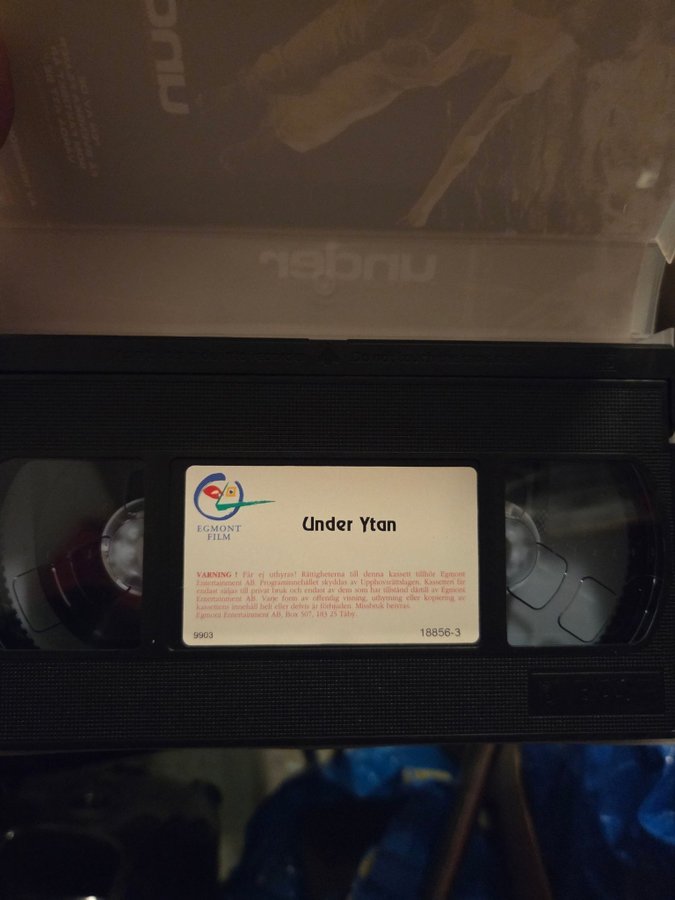 under
EGMONT
FILM
Under Ytan
VARNING ! Får ej uthyras! Rättigheterna till denna kassett tillhör Egmont
Entertainment AB. Programinnehållet skyddas av Upphovsrättslagen. Kassetten får
endast säljas till privat bruk och endast av dem som har tillstånd därtill av Egmont
Entertainment AB. Varje form av offentlig visning, uthyrning eller kopiering av
kassettens innehåll helt eller delvis är förbjuden. Missbruk beivras.
Egmont Entertainment AB, Box 507, 183 25 Täby.
9903
18856-3